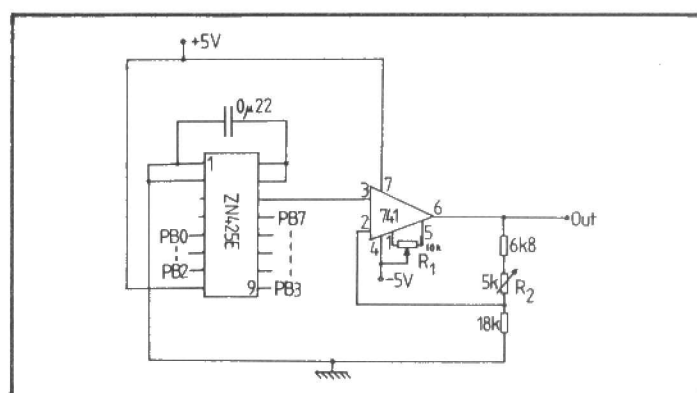 +5V
0µ22
1
ZN425E
PB7
PB0
PB2
9
PB3
3
7
2
741
6
1
5
4
10k
R1
-5V
Out
6k8
5k
R2
18k